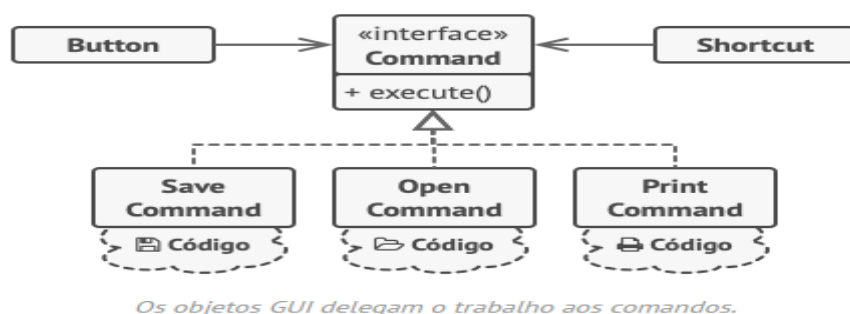 Button
«interface»
Command
+ execute()
Shortcut
Save
Command
Código
Open
Command
Código
Print
Command
Código
Os objetos GUI delegam o trabalho aos comandos.